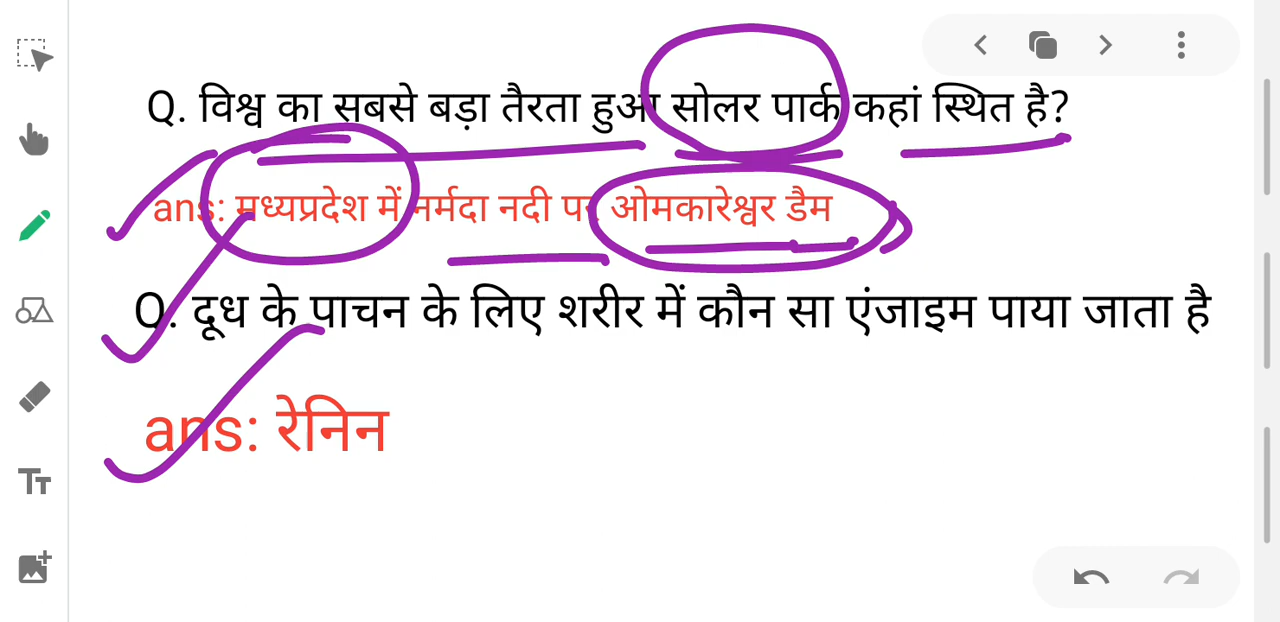 Q. विश्व का सबसे बड़ा तैरता हुआ सोलर पार्क कहां स्थित है?
ans: मध्यप्रदेश में नर्मदा नदी पर ओमकारेश्वर डैम
Q. दूध के पाचन के लिए शरीर में कौन सा एंजाइम पाया जाता है
ans: रेनिन
Tт